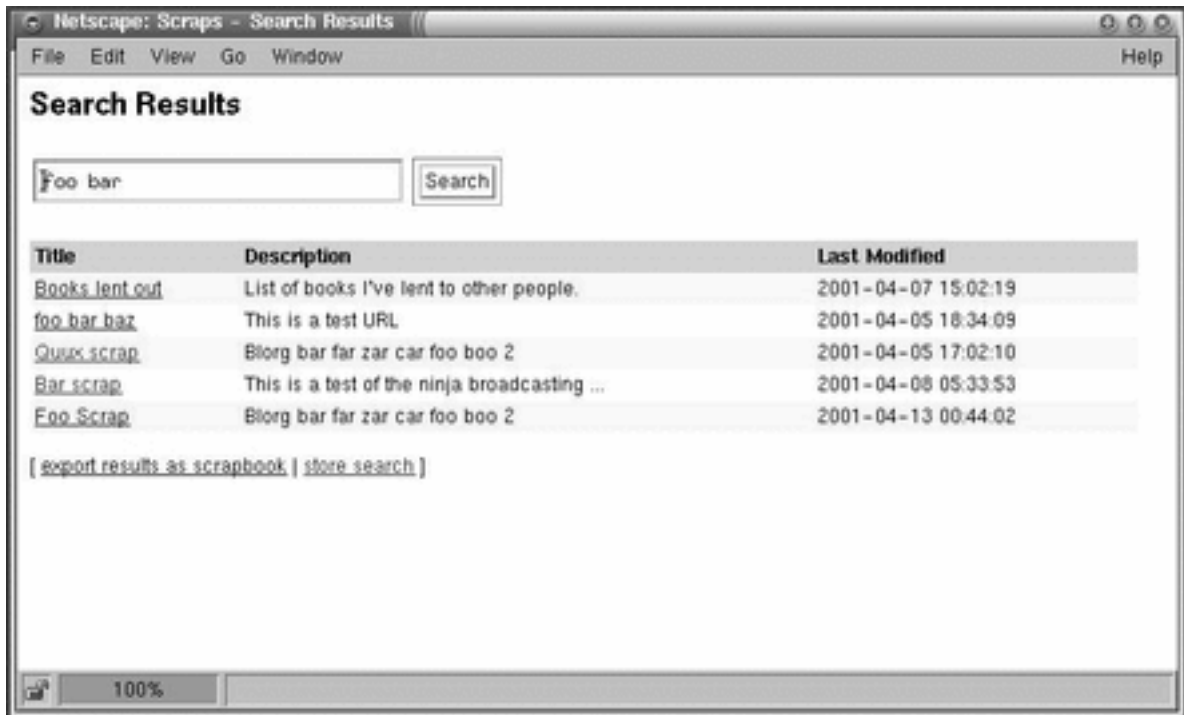 Netscape: Scraps - Search Results
File Edit View Go Window Help
Search Results
Foo bar Search
Title Description Last Modified
Books lent out List of books I've lent to other people. 2001-04-07 15:02:19
foo bar baz This is a test URL 2001-04-05 18:34:09
Quux scrap Blorg bar far zar car foo boo 2 2001-04-05 17:02:10
Bar scrap This is a test of the ninja broadcasting ... 2001-04-08 05:33:53
Foo Scrap Blorg bar far zar car foo boo 2 2001-04-13 00:44:02
[ export results as scrapbook | store search ]
100%